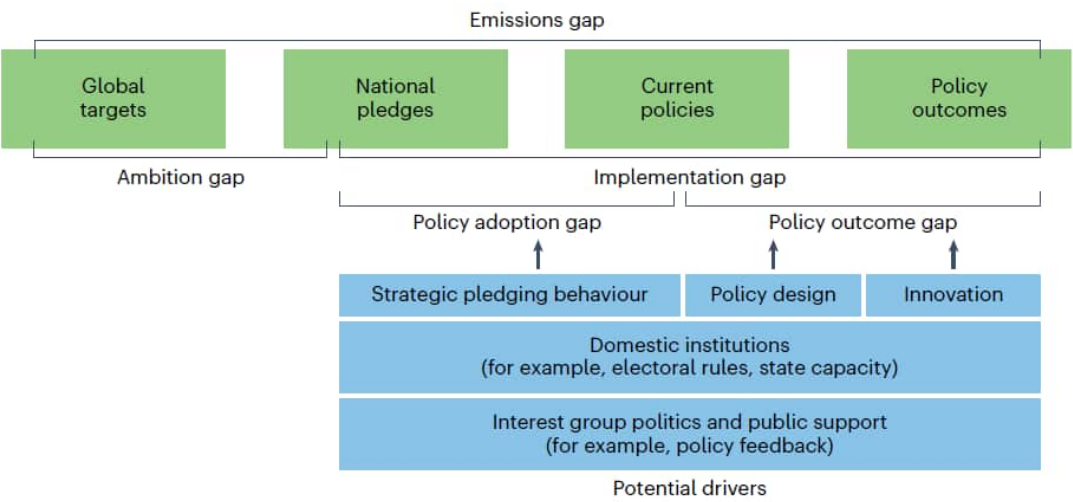 Emissions gap
Global
targets
National
pledges
Current
policies
Policy
outcomes
Ambition gap
Implementation gap
Policy adoption gap
Policy outcome gap
Strategic pledging behaviour
Policy design
Innovation
Domestic institutions
(for example, electoral rules, state capacity)
Interest group politics and public support
(for example, policy feedback)
Potential drivers